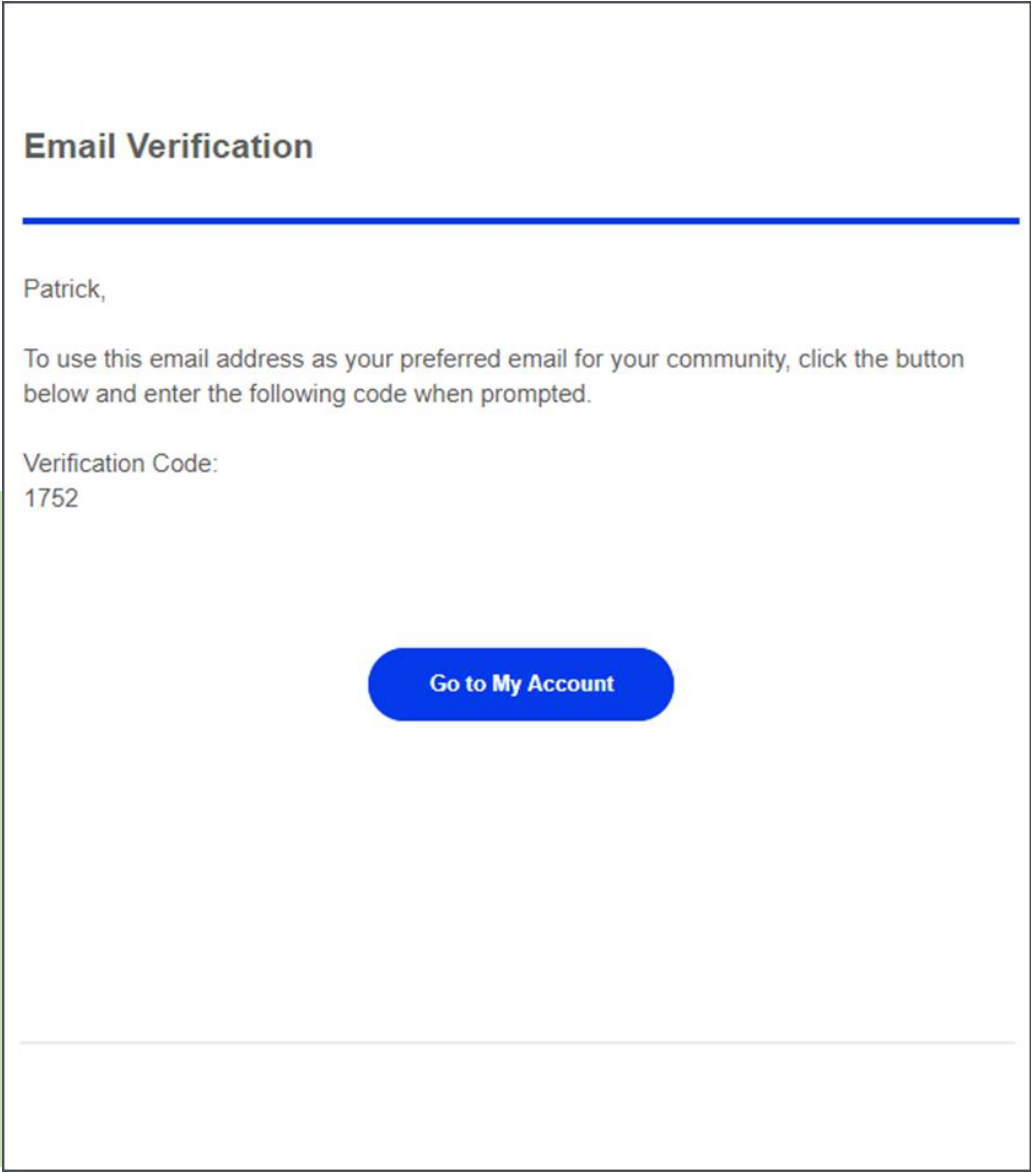 Email Verification
Patrick,
To use this email address as your preferred email for your community, click the button
below and enter the following code when prompted.
Verification Code:
1752
Go to My Account